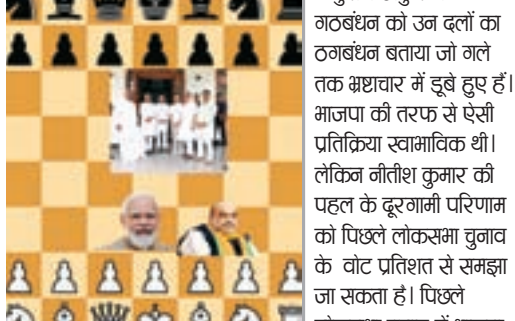 गठबंधन को उन दलों का
ठगबंधन बताया जो गले
तक भ्रष्टाचार में डूबे हुए हैं।
भाजपा की तरफ से ऐसी
प्रतिक्रिया स्वाभाविक थी।
लेकिन नीतीश कुमार की
पहल के दूरगामी परिणाम
को पिछले लोकसभा चुनाव
के वोट प्रतिशत से समझा
जा सकता है। पिछले